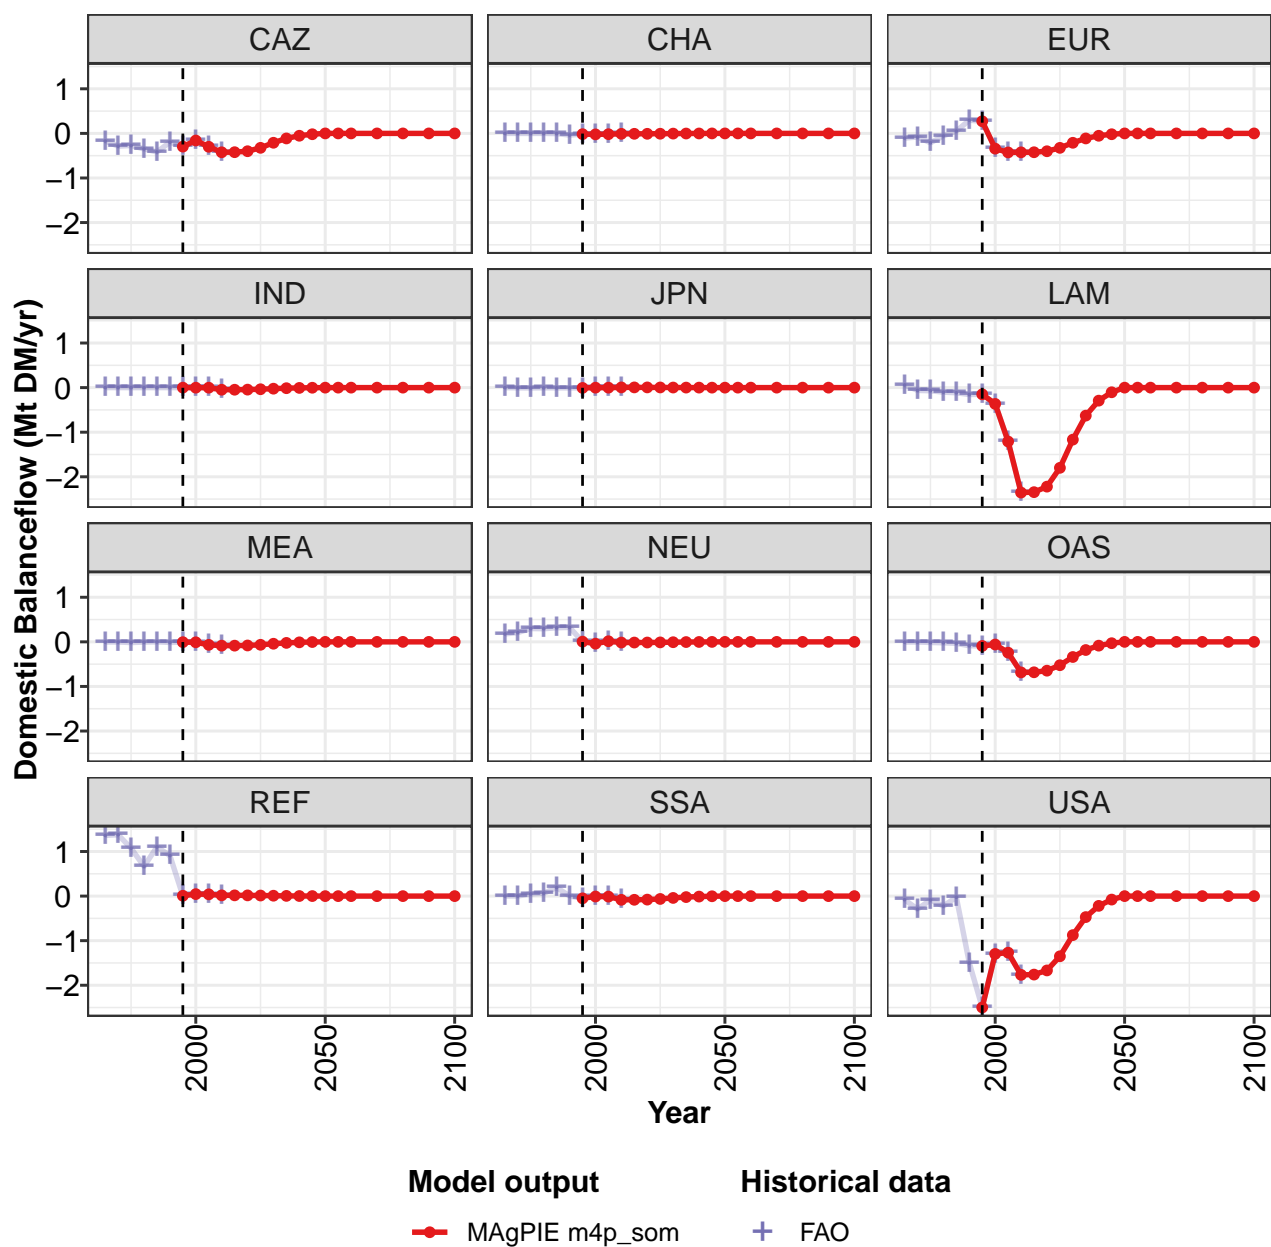 CAZ CHA EUR
1
0
−1
−2
IND JPN LAM
1
0
−1
−2
MEA NEU OAS
1
0
−1
−2
REF SSA USA
1
0
−1
−2
Domestic Balanceflow (Mt DM/yr)
2000 2050 2100 2000 2050 2100 2000 2050 2100
Year
Model output Historical data
MAgPIE m4p_som FAO